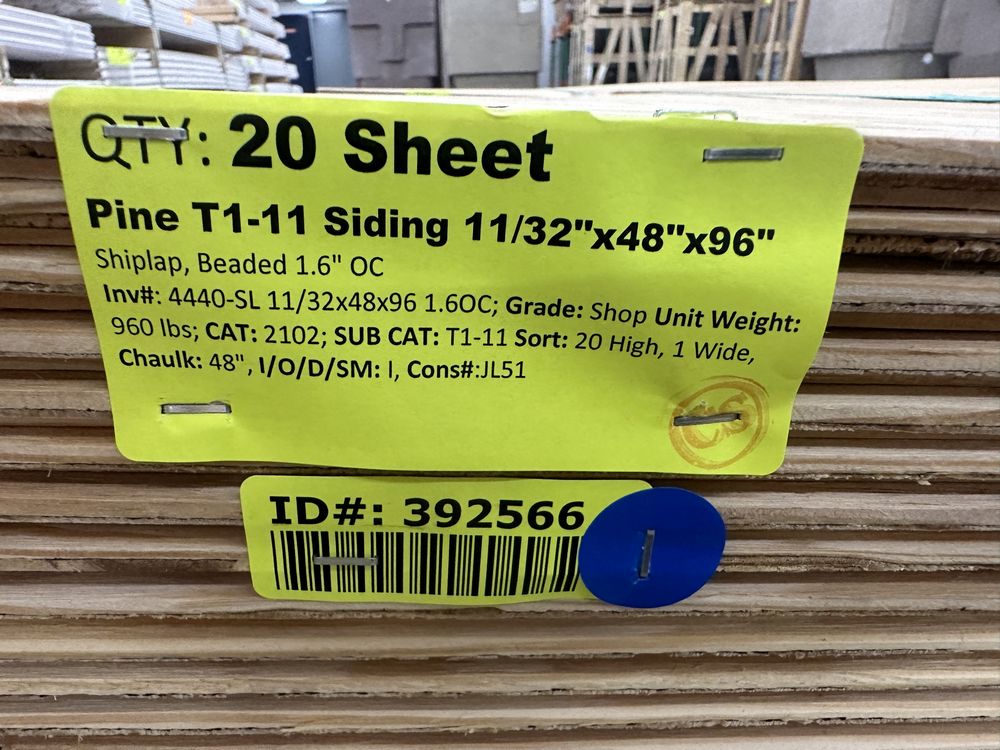 QTY: 20 Sheet
Pine T1-11 Siding 11/32"x48"x96"
Shiplap, Beaded 1.6" OC
Inv#: 4440-SL 11/32x48x96 1.6OC; Grade: Shop Unit Weight:
960 lbs; CAT: 2102; SUB CAT: T1-11 Sort: 20 High, 1 Wide,
Chaulk: 48", I/O/D/SM: I, Cons#:JL51
CS
ID#: 392566